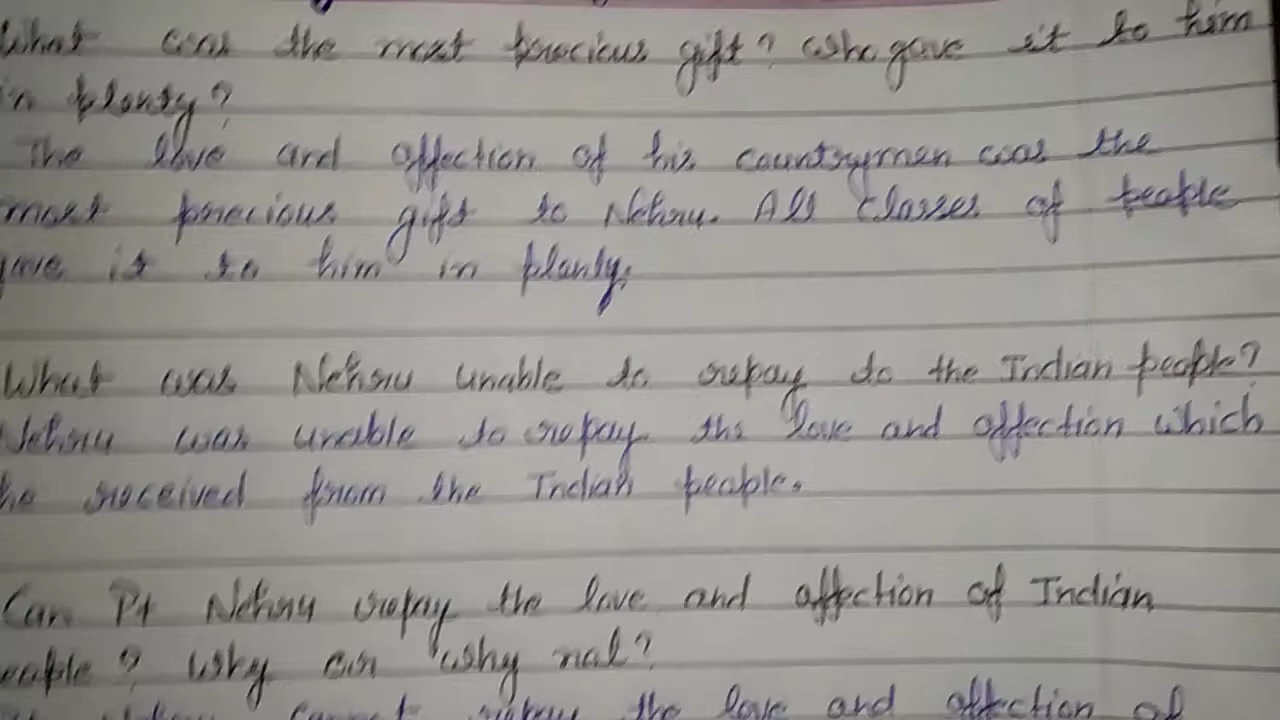 What was the most precious gift? Who gave it to him
in plenty?
The love and affection of his countrymen was the
most precious gift to Nehru. All classes of people
gave it to him in planty.
What was Nehru unable to repay to the Indian people?
Nehru was unable to repay the love and affection which
he received from the Indian people.
Can Pt Nehru repay the love and affection of Indian
people? Why or why not?
cannot repay the love and affection of